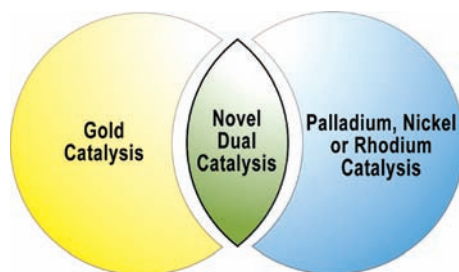 Gold
Catalysis
Novel
Dual
Catalysis
Palladium, Nickel
or Rhodium
Catalysis